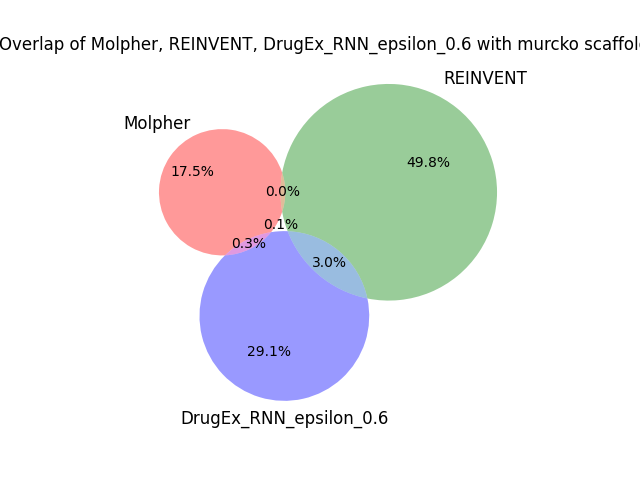 Overlap of Molpher, REINVENT, DrugEx_RNN_epsilon_0.6 with murcko
REINVENT
Molpher
49.8%
17.5%
0.0%
0.1%
0.3%
3.0%
29.1%
DrugEx_RNN_epsilon_0.6